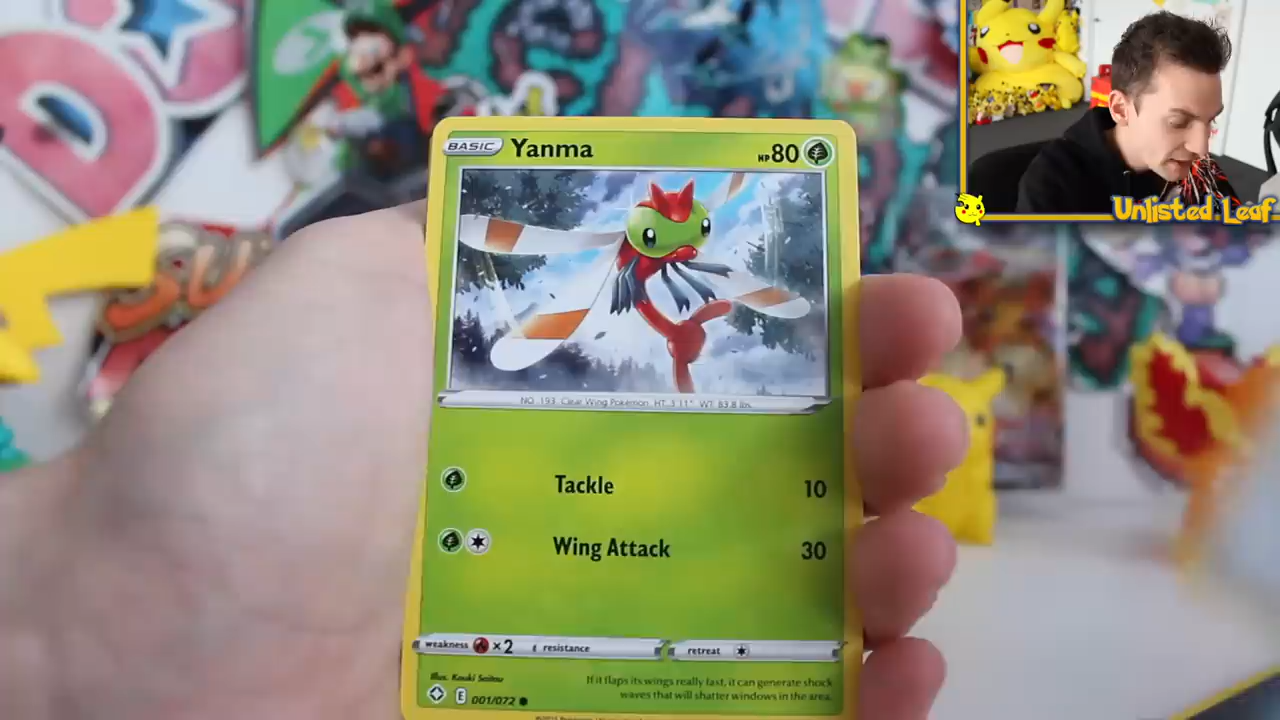 BASIC Yanma HP 80
NO. 193 Clear Wing Pokémon HT. 3'11" WT. 83.8 lbs.
Tackle 10
Wing Attack 30
weakness ×2 resistance retreat
Illus. Kouki Saitou
If it flaps its wings really fast, it can generate shock
waves that will shatter windows in the area.
E 001/072
Unlisted Leaf